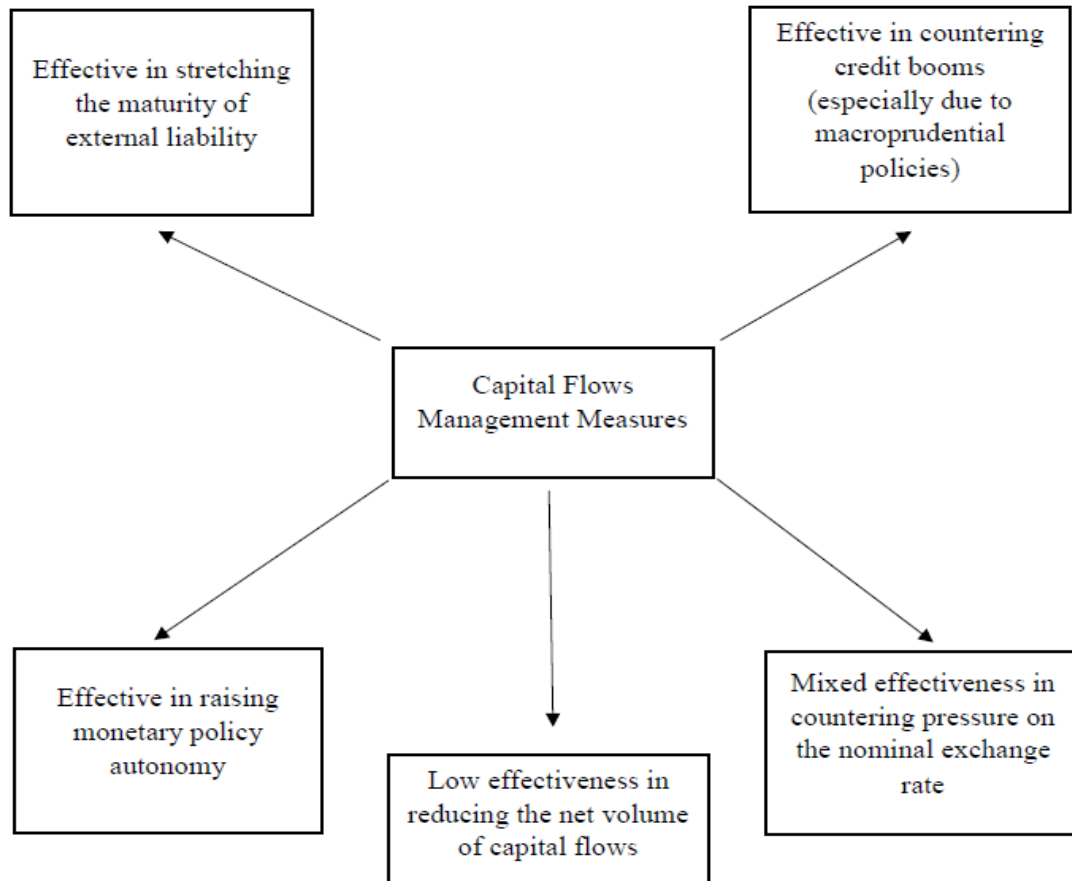 Effective in stretching
the maturity of
external liability
Effective in countering
credit booms
(especially due to
macroprudential
policies)
Capital Flows
Management Measures
Effective in raising
monetary policy
autonomy
Low effectiveness in
reducing the net volume
of capital flows
Mixed effectiveness in
countering pressure on
the nominal exchange
rate